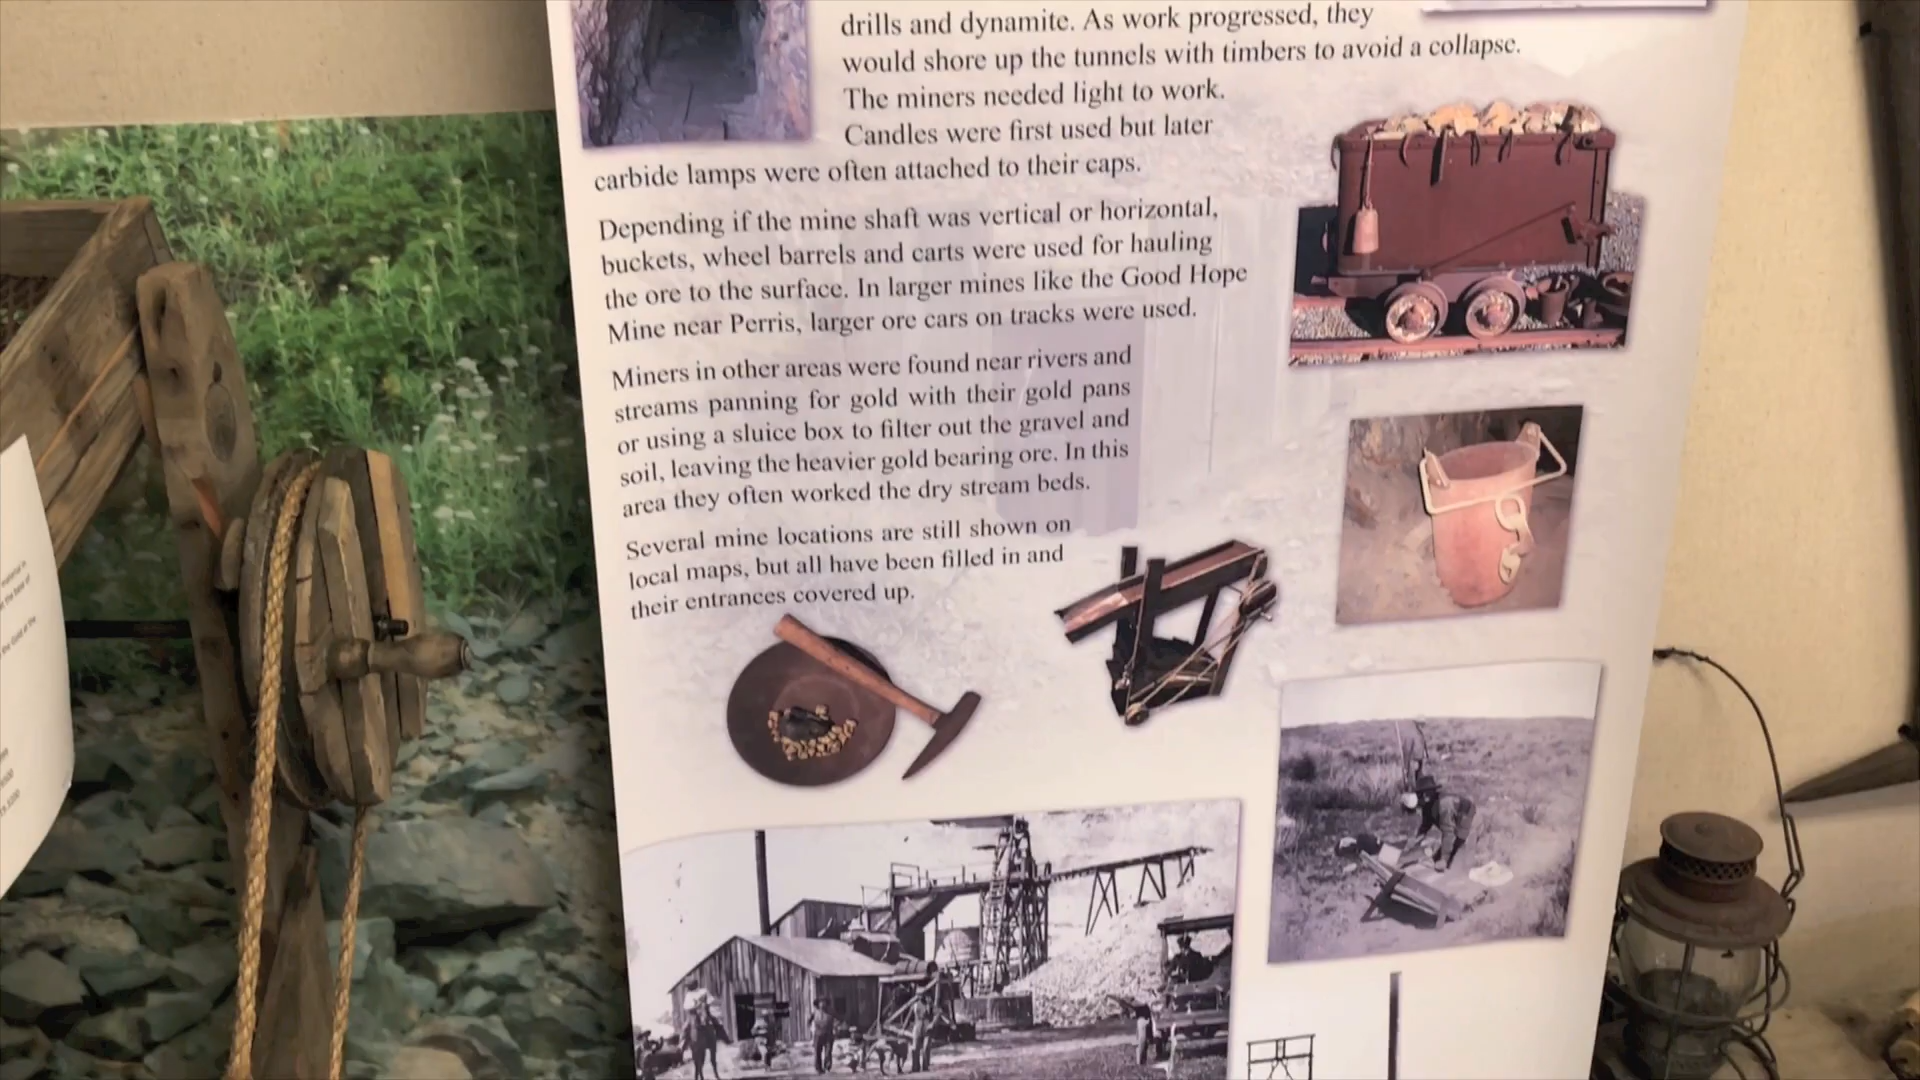 drills and dynamite. As work progressed, they
would shore up the tunnels with timbers to avoid a collapse.
The miners needed light to work.
Candles were first used but later
carbide lamps were often attached to their caps.
Depending if the mine shaft was vertical or horizontal,
buckets, wheel barrels and carts were used for hauling
the ore to the surface. In larger mines like the Good Hope
Mine near Perris, larger ore cars on tracks were used.
Miners in other areas were found near rivers and
streams panning for gold with their gold pans
or using a sluice box to filter out the gravel and
soil, leaving the heavier gold bearing ore. In this
area they often worked the dry stream beds.
Several mine locations are still shown on
local maps, but all have been filled in and
their entrances covered up.